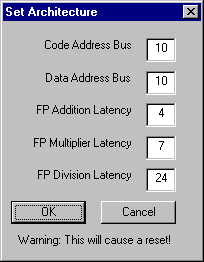 Set Architecture
Code Address Bus 10
Data Address Bus 10
FP Addition Latency 4
FP Multiplier Latency 7
FP Division Latency 24
OK Cancel
Warning: This will cause a reset!